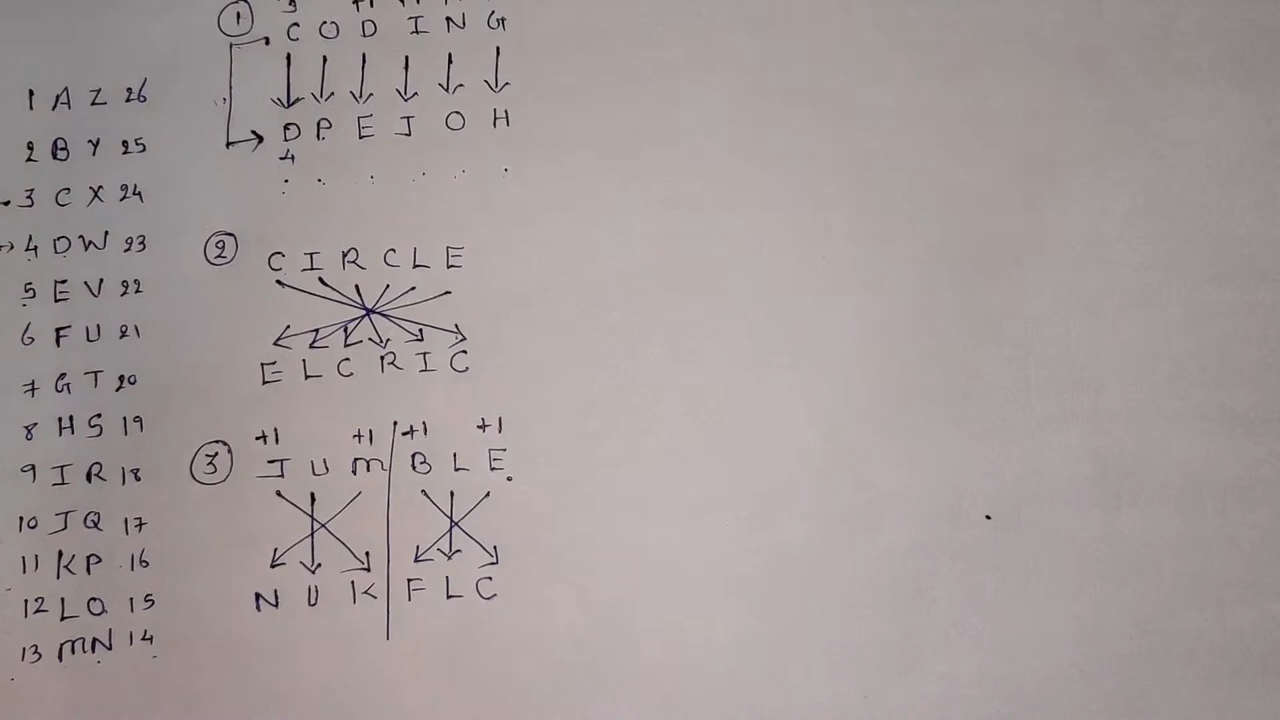 1 A Z 26
2 B Y 25
3 C X 24
4 D W 23
5 E V 22
6 F U 21
7 G T 20
8 H S 19
9 I R 18
10 J Q 17
11 K P 16
12 L O 15
13 M N 14
1
C O D I N G
D P E J O H
4
2
C I R C L E
E L C R I C
+1 +1 +1 +1
3
J U M B L E
N U K F L C